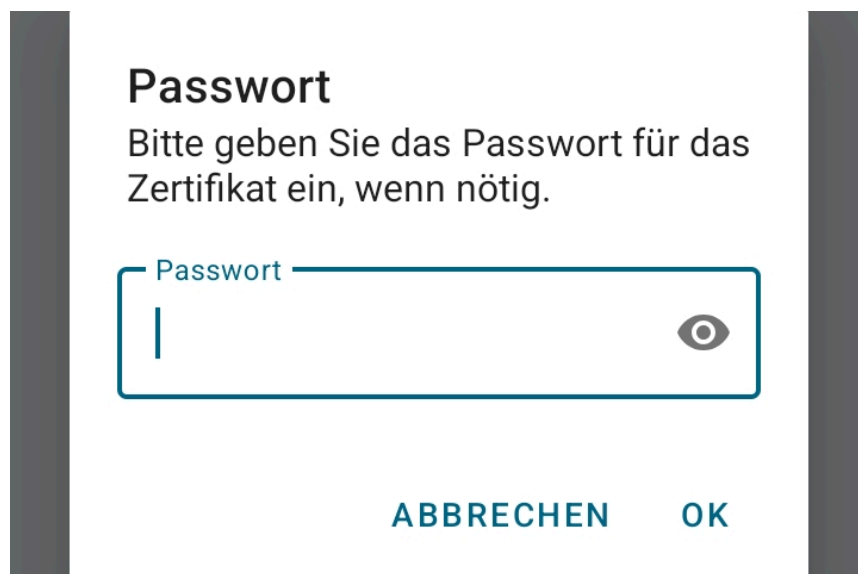 Passwort
Bitte geben Sie das Passwort für das
Zertifikat ein, wenn nötig.
Passwort
ABBRECHEN OK